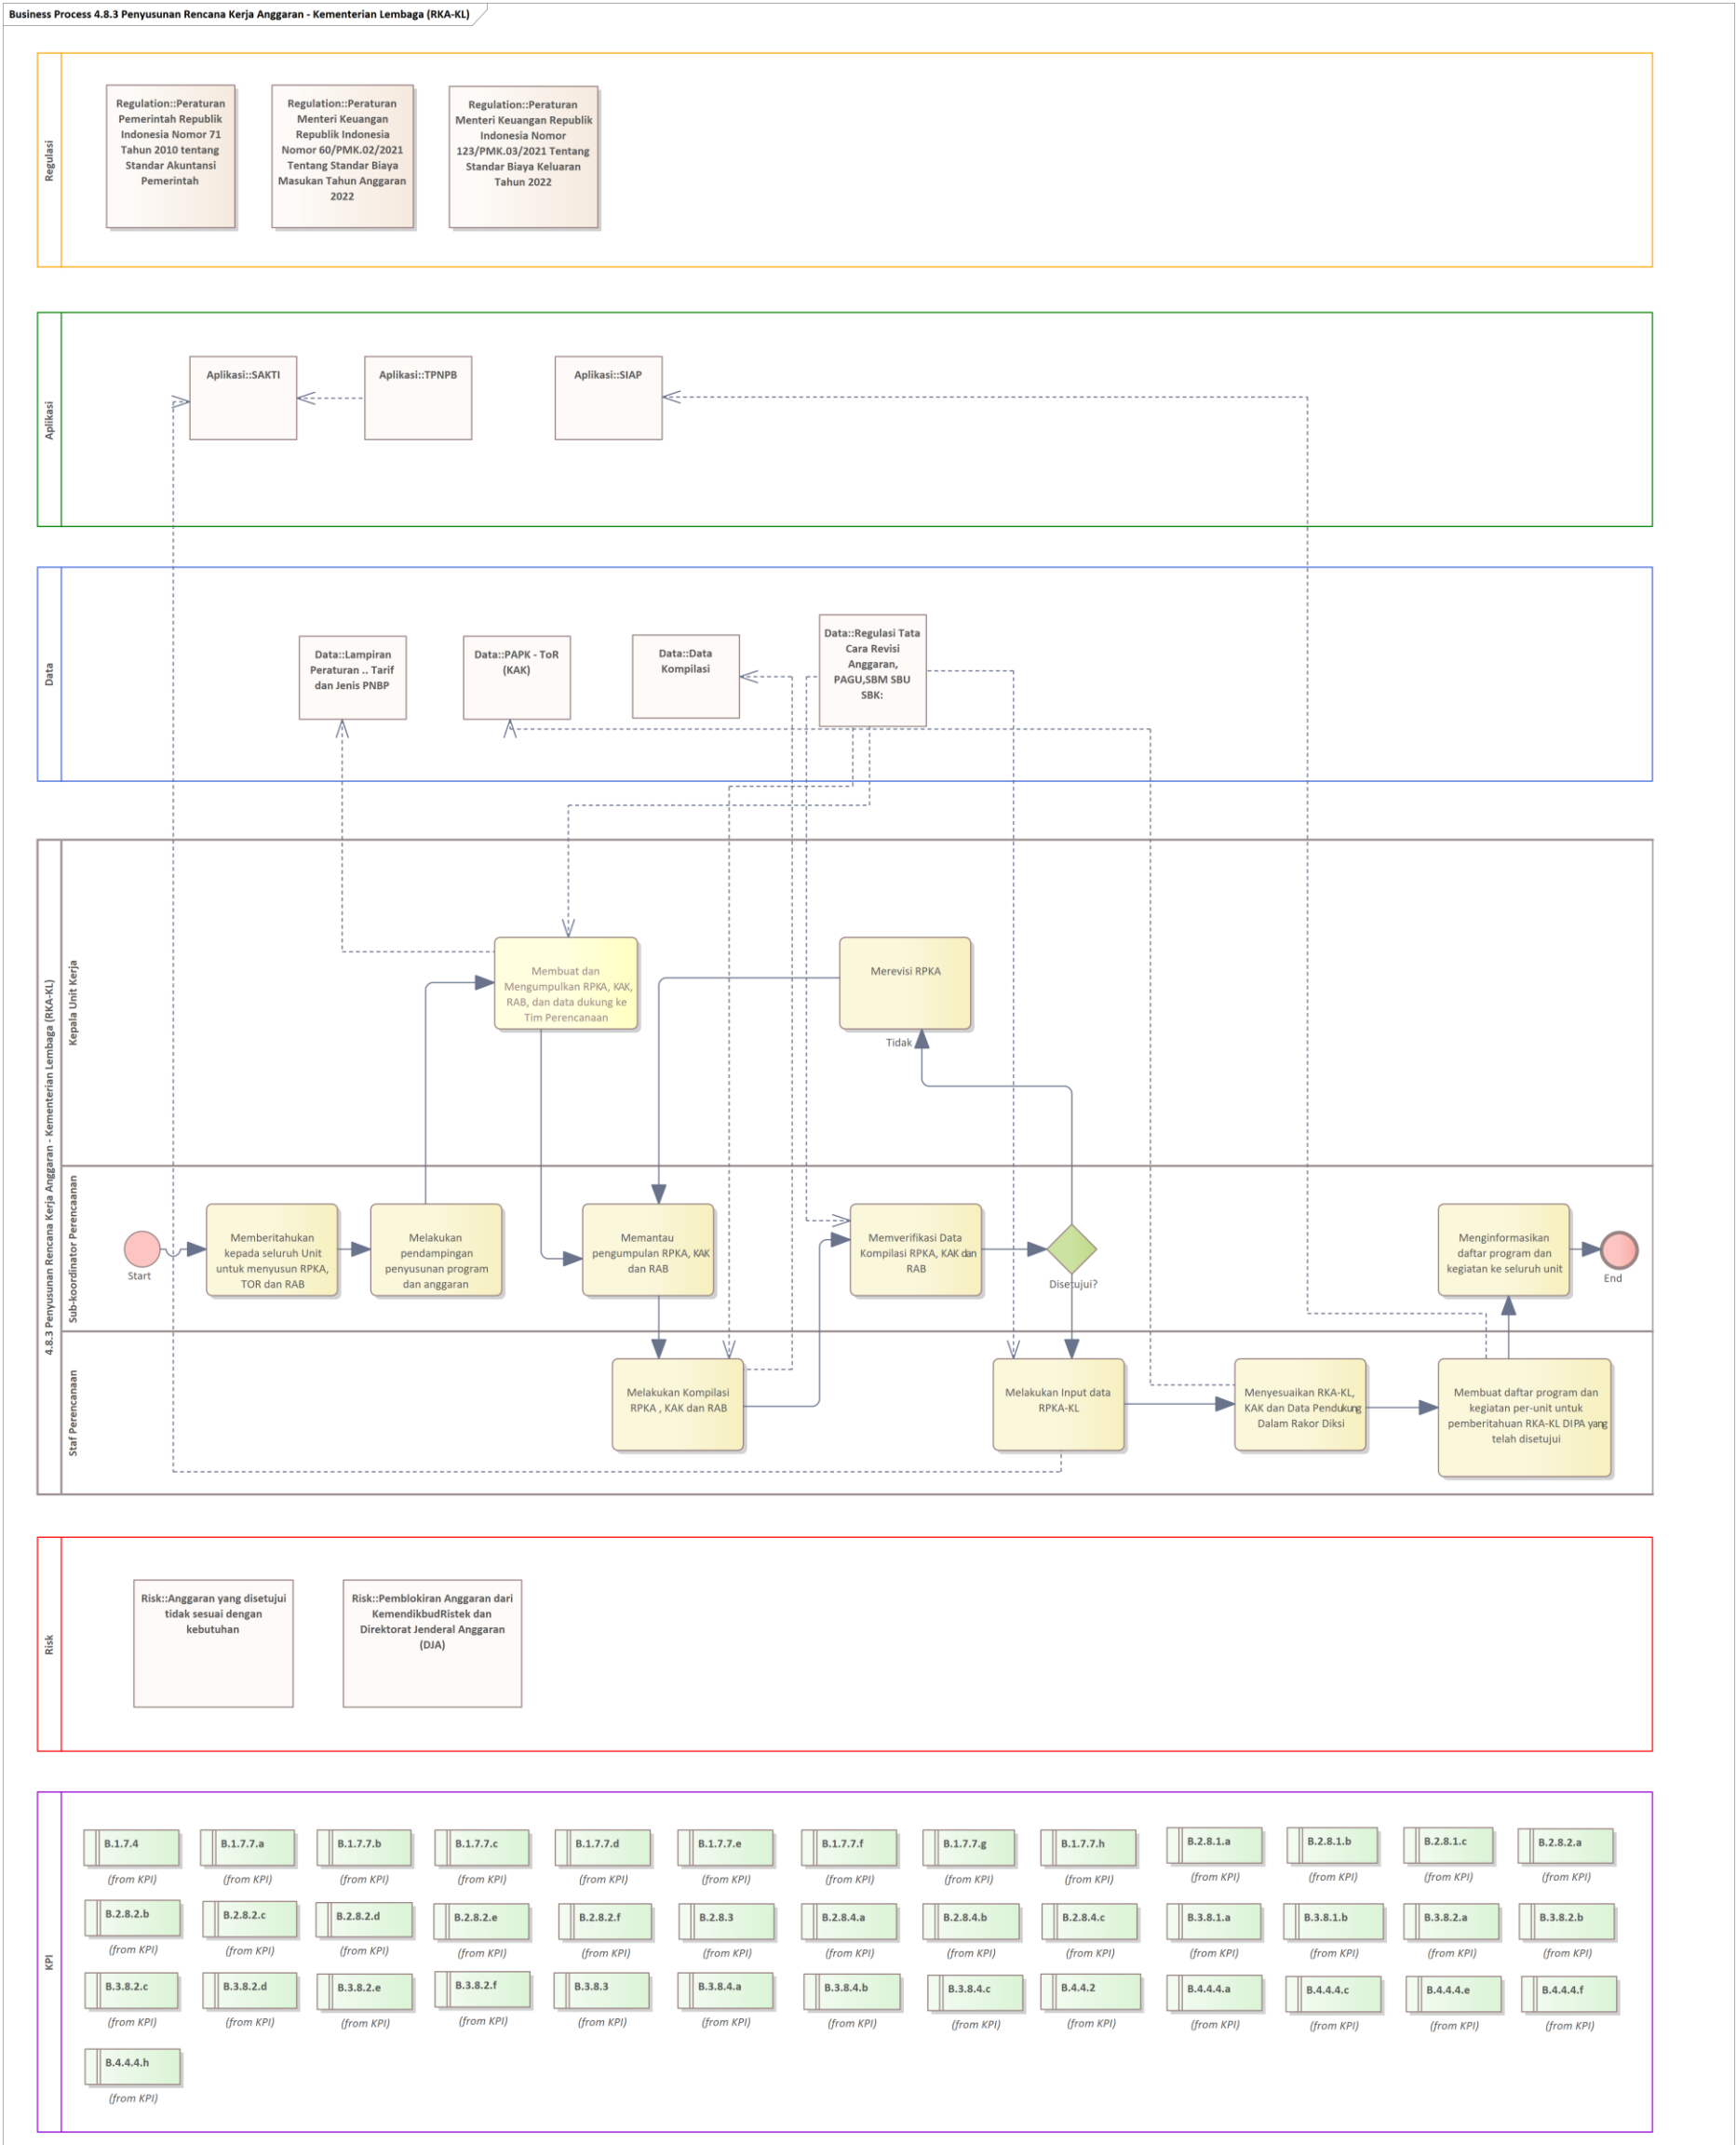 Business Process 4.8.3 Penyusunan Rencana Kerja Anggaran - Kementerian Lembaga (RKA-KL)
Regulasi
Regulation::Peraturan
Pemerintah Republik
Indonesia Nomor 71
Tahun 2010 tentang
Standar Akuntansi
Pemerintah
Regulation::Peraturan
Menteri Keuangan
Republik Indonesia
Nomor 60/PMK.02/2021
Tentang Standar Biaya
Masukan Tahun Anggaran
2022
Regulation::Peraturan
Menteri Keuangan Republik
Indonesia Nomor
123/PMK.03/2021 Tentang
Standar Biaya Keluaran
Tahun 2022
Aplikasi
Aplikasi::SAKTI
Aplikasi::TPNPB
Aplikasi::SIAP
Data
Data::Lampiran
Peraturan .. Tarif
dan Jenis PNBP
Data::PAPK - ToR
(KAK)
Data::Data
Kompilasi
Data::Regulasi Tata
Cara Revisi
Anggaran,
PAGU,SBM SBU
SBK:
4.8.3 Penyusunan Rencana Kerja Anggaran - Kementerian Lembaga (RKA-KL)
Kepala Unit Kerja
Membuat dan
Mengumpulkan RPKA, KAK,
RAB, dan data dukung ke
Tim Perencanaan
Merevisi RPKA
Tidak
Sub-koordinator Perencaanan
Start
Memberitahukan
kepada seluruh Unit
untuk menyusun RPKA,
TOR dan RAB
Melakukan
pendampingan
penyusunan program
dan anggaran
Memantau
pengumpulan RPKA, KAK
dan RAB
Memverifikasi Data
Kompilasi RPKA, KAK dan
RAB
Disetujui?
Menginformasikan
daftar program dan
kegiatan ke seluruh unit
End
Staf Perencanaan
Melakukan Kompilasi
RPKA , KAK dan RAB
Melakukan Input data
RPKA-KL
Menyesuaikan RKA-KL,
KAK dan Data Pendukung
Dalam Rakor Diksi
Membuat daftar program dan
kegiatan per-unit untuk
pemberitahuan RKA-KL DIPA yang
telah disetujui
Risk
Risk::Anggaran yang disetujui
tidak sesuai dengan
kebutuhan
Risk::Pemblokiran Anggaran dari
KemendikbudRistek dan
Direktorat Jenderal Anggaran
(DJA)
KPI
B.1.7.4
(from KPI)
B.1.7.7.a
(from KPI)
B.1.7.7.b
(from KPI)
B.1.7.7.c
(from KPI)
B.1.7.7.d
(from KPI)
B.1.7.7.e
(from KPI)
B.1.7.7.f
(from KPI)
B.1.7.7.g
(from KPI)
B.1.7.7.h
(from KPI)
B.2.8.1.a
(from KPI)
B.2.8.1.b
(from KPI)
B.2.8.1.c
(from KPI)
B.2.8.2.a
(from KPI)
B.2.8.2.b
(from KPI)
B.2.8.2.c
(from KPI)
B.2.8.2.d
(from KPI)
B.2.8.2.e
(from KPI)
B.2.8.2.f
(from KPI)
B.2.8.3
(from KPI)
B.2.8.4.a
(from KPI)
B.2.8.4.b
(from KPI)
B.2.8.4.c
(from KPI)
B.3.8.1.a
(from KPI)
B.3.8.1.b
(from KPI)
B.3.8.2.a
(from KPI)
B.3.8.2.b
(from KPI)
B.3.8.2.c
(from KPI)
B.3.8.2.d
(from KPI)
B.3.8.2.e
(from KPI)
B.3.8.2.f
(from KPI)
B.3.8.3
(from KPI)
B.3.8.4.a
(from KPI)
B.3.8.4.b
(from KPI)
B.3.8.4.c
(from KPI)
B.4.4.2
(from KPI)
B.4.4.4.a
(from KPI)
B.4.4.4.c
(from KPI)
B.4.4.4.e
(from KPI)
B.4.4.4.f
(from KPI)
B.4.4.4.h
(from KPI)